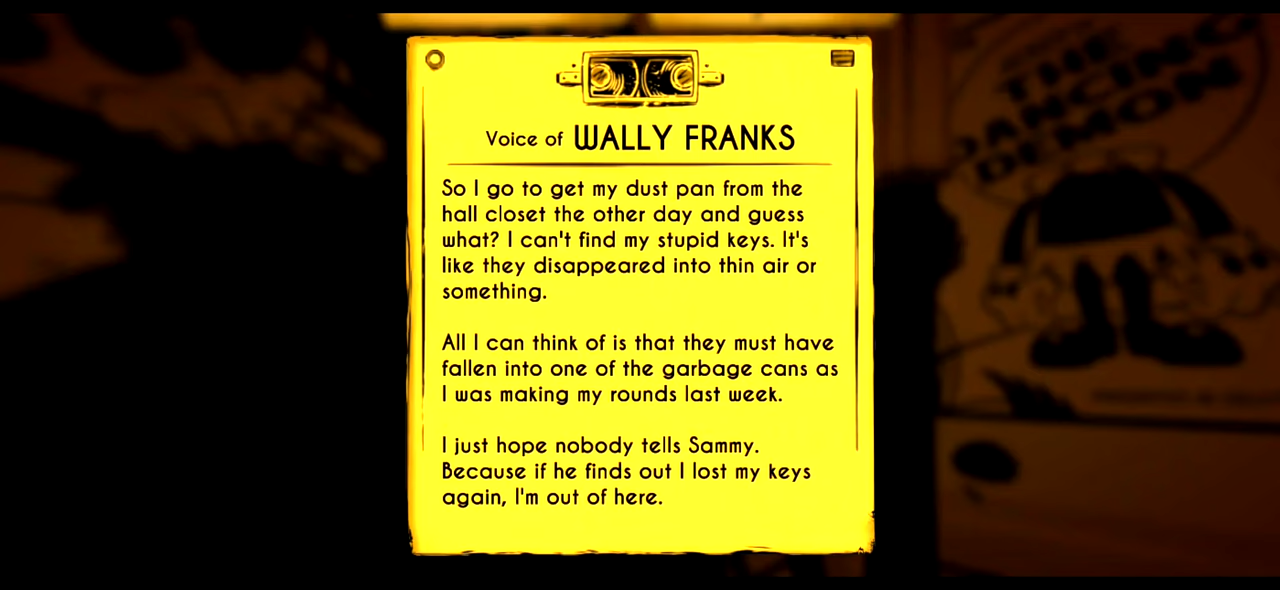 Voice of WALLY FRANKS
So I go to get my dust pan from the
hall closet the other day and guess
what? I can't find my stupid keys. It's
like they disappeared into thin air or
something.
All I can think of is that they must have
fallen into one of the garbage cans as
I was making my rounds last week.
I just hope nobody tells Sammy.
Because if he finds out I lost my keys
again, I'm out of here.
THE
DANCING
DEMON